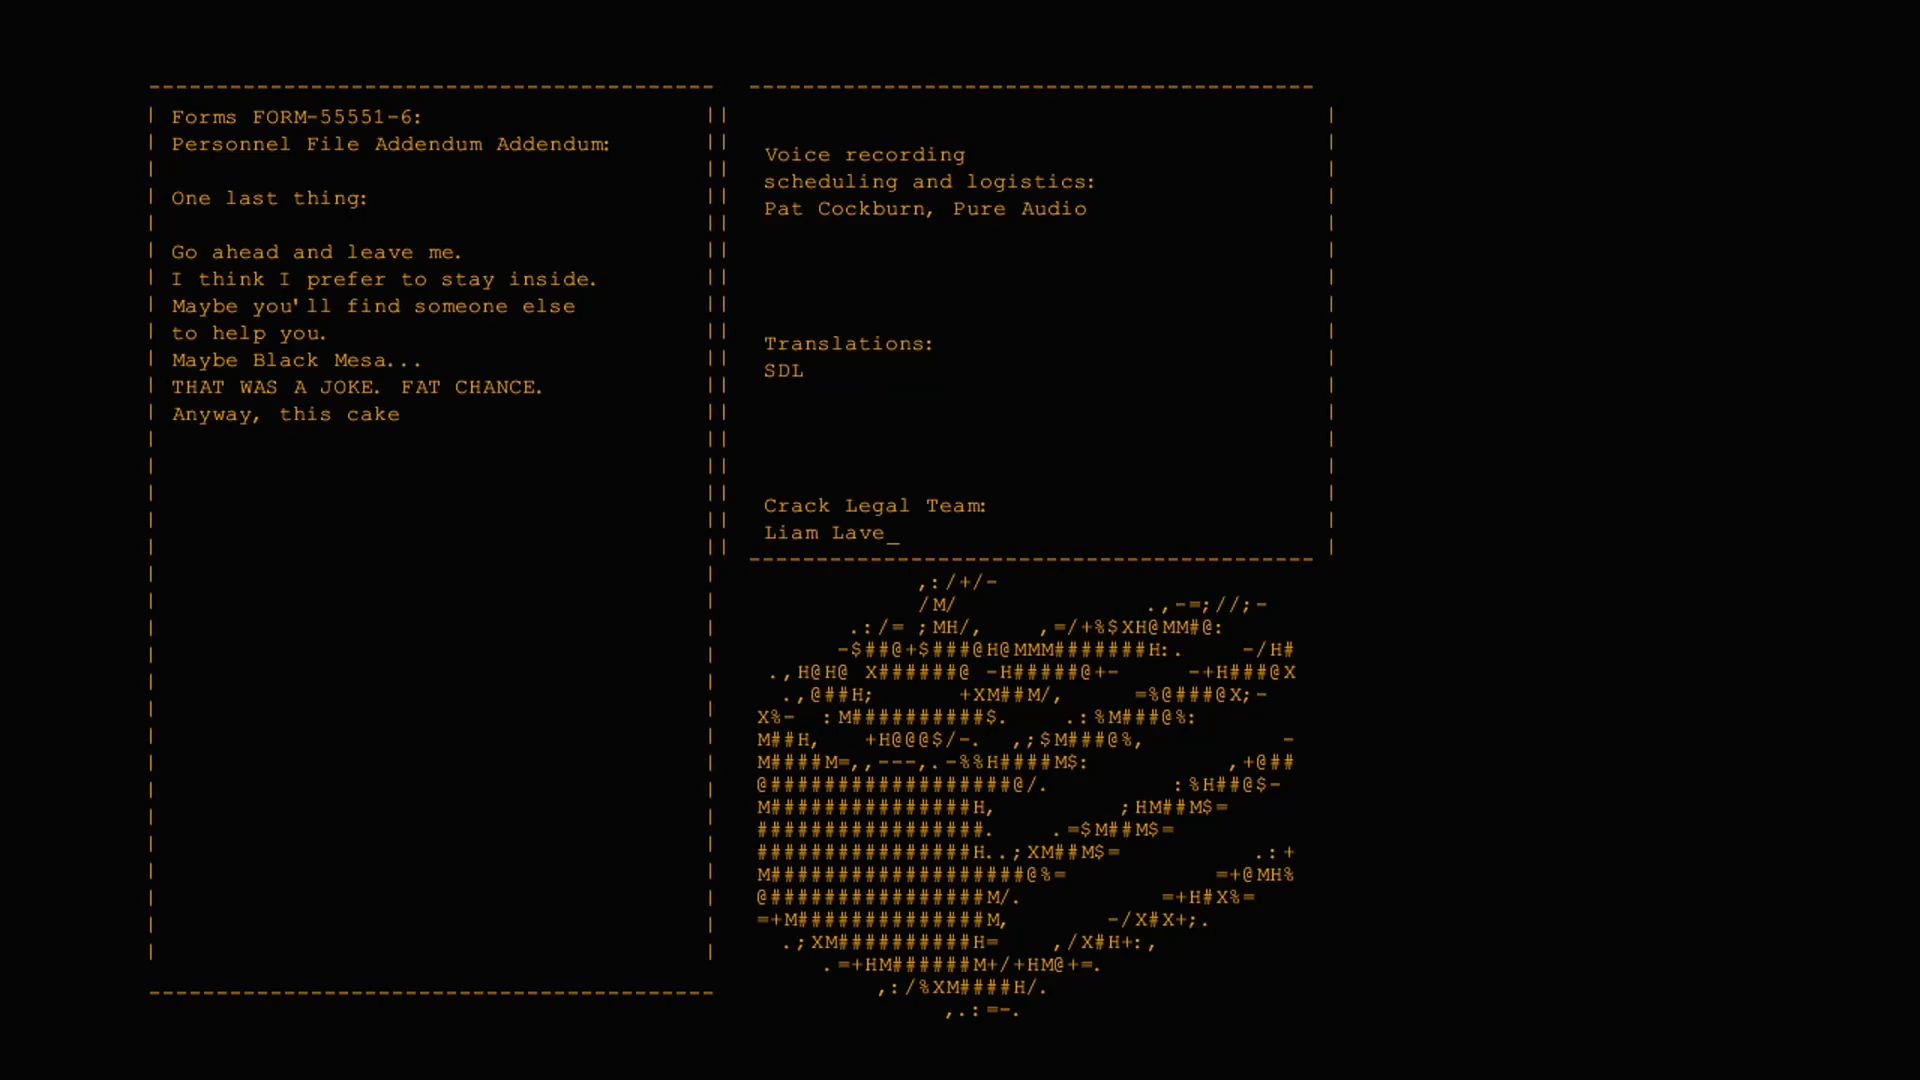 Forms FORM-55551-6:
Personnel File Addendum Addendum:
One last thing:
Go ahead and leave me.
I think I prefer to stay inside.
Maybe you'll find someone else
to help you.
Maybe Black Mesa...
THAT WAS A JOKE. FAT CHANCE.
Anyway, this cake
Voice recording
scheduling and logistics:
Pat Cockburn, Pure Audio
Translations:
SDL
Crack Legal Team:
Liam Lave_